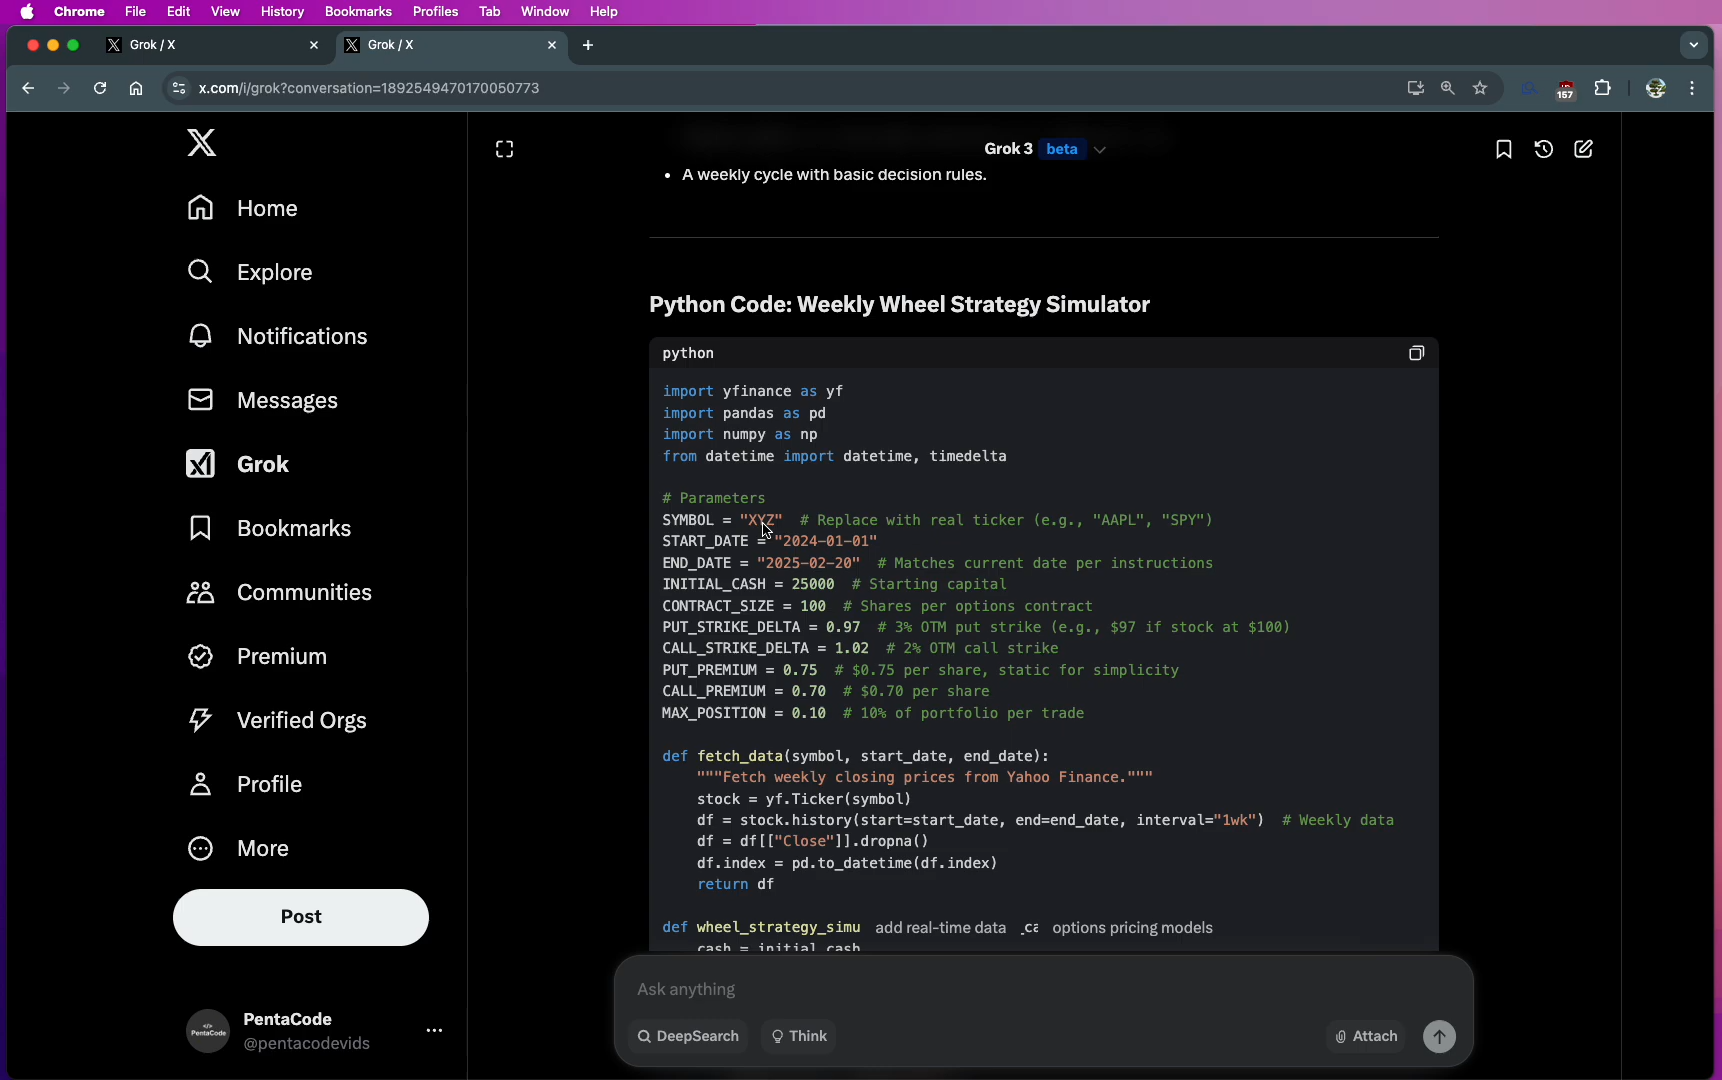 Chrome File Edit View History Bookmarks Profiles Tab Window Help
Grok / X
Grok / X
x.com/i/grok?conversation=1892549470170050773
157
Grok 3 beta
Home
Explore
Notifications
Messages
Grok
Bookmarks
Communities
Premium
Verified Orgs
Profile
More
Post
PentaCode
@pentacodevids
</>
PentaCode
• A weekly cycle with basic decision rules.
Python Code: Weekly Wheel Strategy Simulator
python
import yfinance as yf
import pandas as pd
import numpy as np
from datetime import datetime, timedelta
# Parameters
SYMBOL = "XYZ" # Replace with real ticker (e.g., "AAPL", "SPY")
START_DATE = "2024-01-01"
END_DATE = "2025-02-20" # Matches current date per instructions
INITIAL_CASH = 25000 # Starting capital
CONTRACT_SIZE = 100 # Shares per options contract
PUT_STRIKE_DELTA = 0.97 # 3% OTM put strike (e.g., $97 if stock at $100)
CALL_STRIKE_DELTA = 1.02 # 2% OTM call strike
PUT_PREMIUM = 0.75 # $0.75 per share, static for simplicity
CALL_PREMIUM = 0.70 # $0.70 per share
MAX_POSITION = 0.10 # 10% of portfolio per trade
def fetch_data(symbol, start_date, end_date):
"""Fetch weekly closing prices from Yahoo Finance."""
stock = yf.Ticker(symbol)
df = stock.history(start=start_date, end=end_date, interval="1wk") # Weekly data
df = df[["Close"]].dropna()
df.index = pd.to_datetime(df.index)
return df
def wheel_strategy_simu add real-time data _ca options pricing models
cash = initial_cash
Ask anything
DeepSearch Think Attach